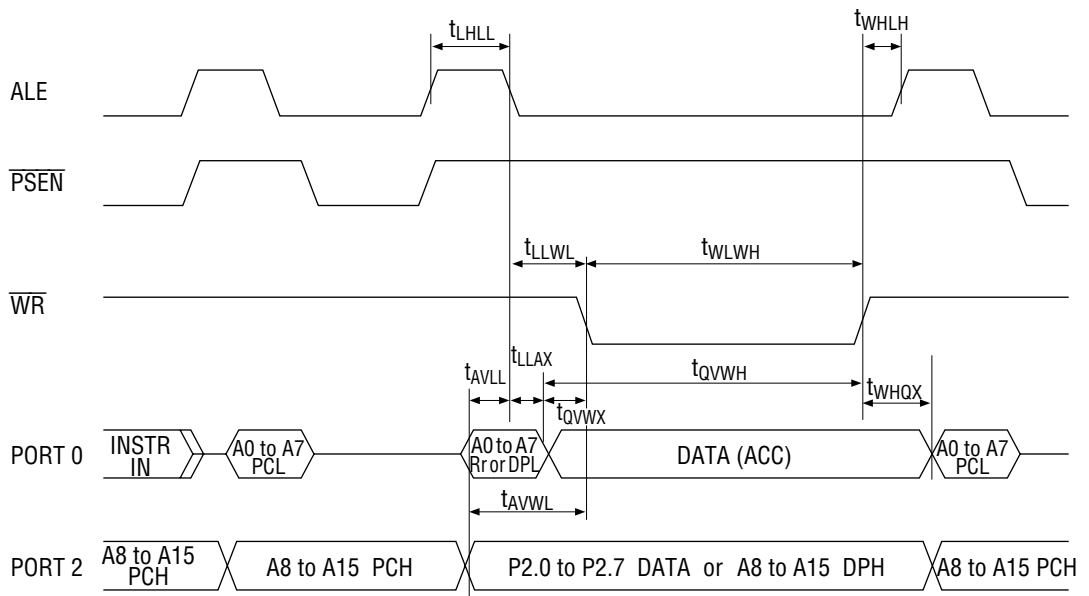 tLHLL
tWHLH
ALE
PSEN
tLLWL
tWLWH
WR
tLLAX
tAVLL
tQVWH
tWHQX
tQVWX
PORT 0
INSTR
IN
A0 to A7
PCL
A0 to A7
Rr or DPL
DATA (ACC)
A0 to A7
PCL
tAVWL
PORT 2
A8 to A15
PCH
A8 to A15 PCH
P2.0 to P2.7 DATA or A8 to A15 DPH
A8 to A15 PCH